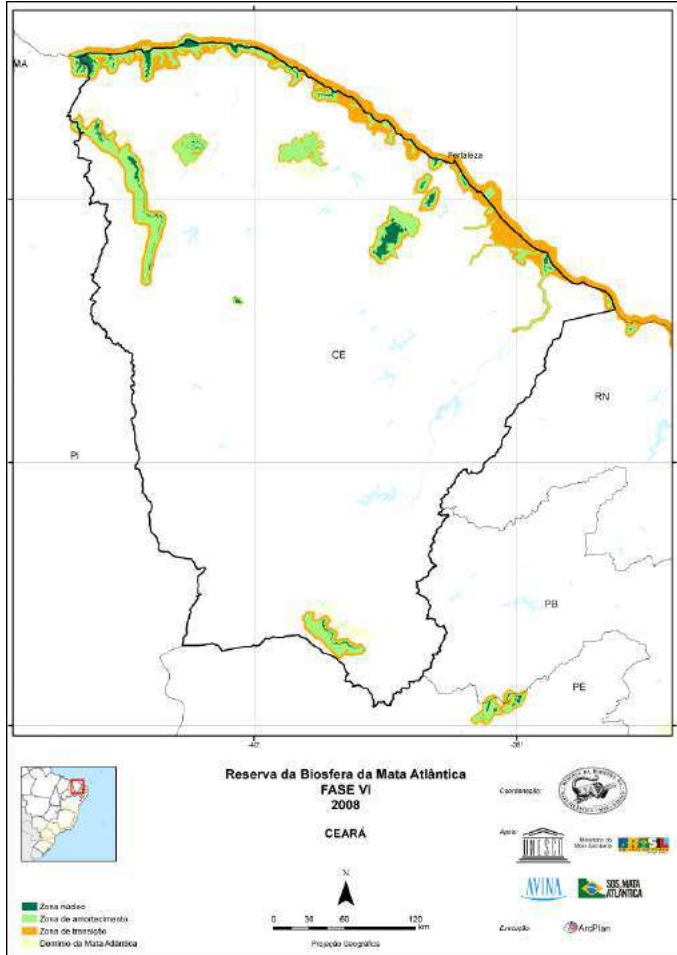 MA
Fortaleza
CE
RN
PI
PB
PE
40°
38°
Reserva da Biosfera da Mata Atlântica
FASE VI
2008
CEARÁ
N
0 30 60 120
km
Projeção Geográfica
Zona núcleo
Zona de amortecimento
Zona de transição
Domínio da Mata Atlântica
Coordenação:
Apoio:
UNESCO
Ministério do
Meio Ambiente
BRASIL
AVINA
SOS MATA
ATLÂNTICA
Execução:
ArcPlan